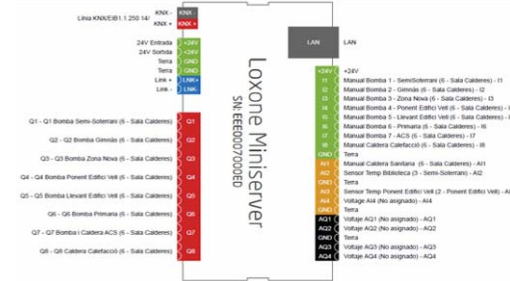 KNX - KNX -
Línia KNX/EIB1.1.250 14/
KNX + KNX +
24V Entrada +24V
24V Sortida +24V
Terra GND
Terra GND
Link + LNK+
Link - LNK-
Q1 - Q1 Bomba Semi-Soterrani (6 - Sala Calderes) Q1
Q2 - Q2 Bomba Gimnàs (6 - Sala Calderes) Q2
Q3 - Q3 Bomba Zona Nova (6 - Sala Calderes) Q3
Q4 - Q4 Bomba Ponent Edifici Vell (6 - Sala Calderes) Q4
Q5 - Q5 Bomba Llevant Edifici Vell (6 - Sala Calderes) Q5
Q6 - Q6 Bomba Primaria (6 - Sala Calderes) Q6
Q7 - Q7 Bomba i Caldera ACS (6 - Sala Calderes) Q7
Q8 - Q8 Caldera Calefacció (6 - Sala Calderes) Q8
Loxone Miniserver
SN: EEE0007000ED
LAN LAN
+24V +24V
I1 Manual Bomba 1 - SemiSoterrani (6 - Sala Calderes) - I1
I2 Manual Bomba 2 - Gimnàs (6 - Sala Calderes) - I2
I3 Manual Bomba 3 - Zona Nova (6 - Sala Calderes) - I3
I4 Manual Bomba 4 - Ponent Edifici Vell (6 - Sala Calderes) -
I5 Manual Bomba 5 - Llevant Edifici Vell (6 - Sala Calderes) -
I6 Manual Bomba 6 - Primaria (6 - Sala Calderes) - I6
I7 Manual Bomba 7 - ACS (6 - Sala Calderes) - I7
I8 Manual Caldera Calefacció (6 - Sala Calderes) - I8
GND Terra
AI1 Manual Caldera Sanitaria (6 - Sala Calderes) - AI1
AI2 Sensor Temp Biblioteca (3 - Semi-Soterrani) - AI2
GND Terra
AI3 Sensor Temp Ponent Edifici Vell (2 - Ponent Edifici Vell) - AI
AI4 Voltaje AI4 (No asignado) - AI4
GND Terra
AQ1 Voltaje AQ1 (No asignado) - AQ1
AQ2 Voltaje AQ2 (No asignado) - AQ2
GND Terra
AQ3 Voltaje AQ3 (No asignado) - AQ3
AQ4 Voltaje AQ4 (No asignado) - AQ4